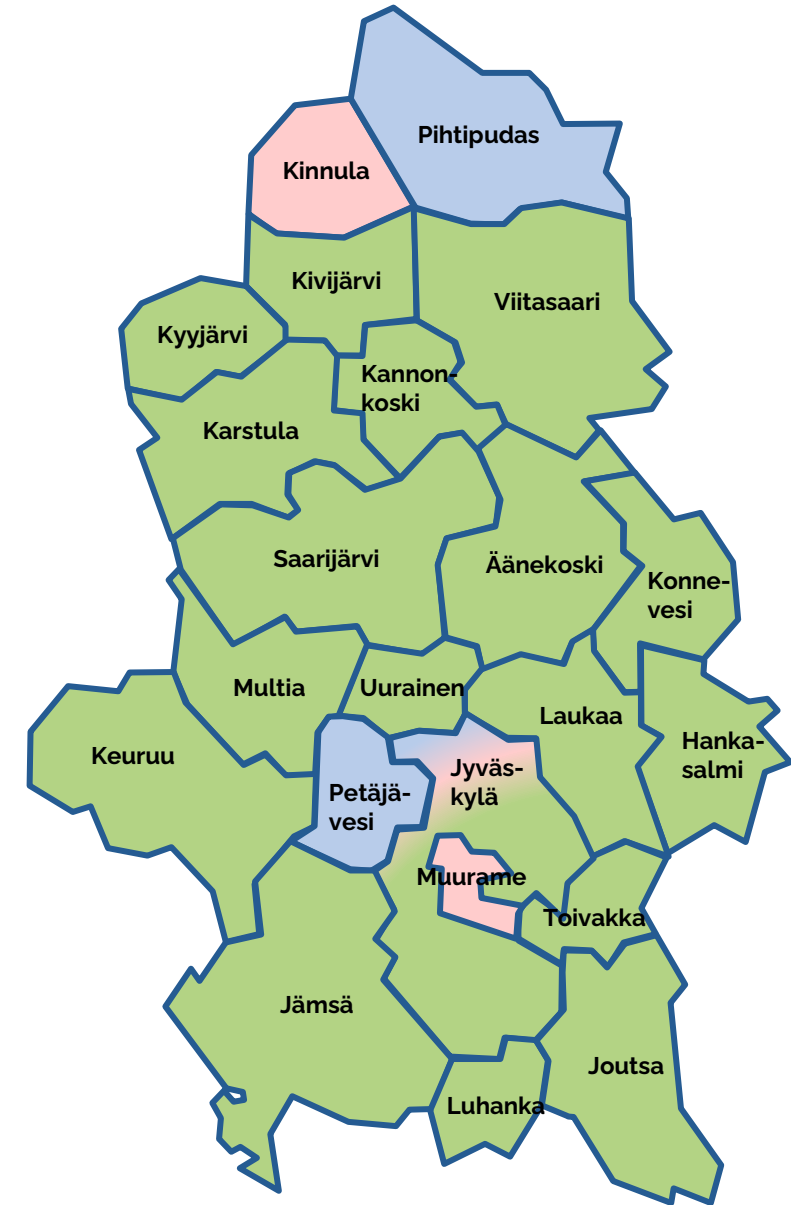 Pihtipudas
Kinnula
Kivijärvi
Viitasaari
Kyyjärvi
Kannon-
koski
Karstula
Saarijärvi
Äänekoski
Konne-
vesi
Multia
Uurainen
Laukaa
Keuruu
Hanka-
salmi
Jyväs-
kylä
Petäjä-
vesi
Muurame
Toivakka
Jämsä
Joutsa
Luhanka